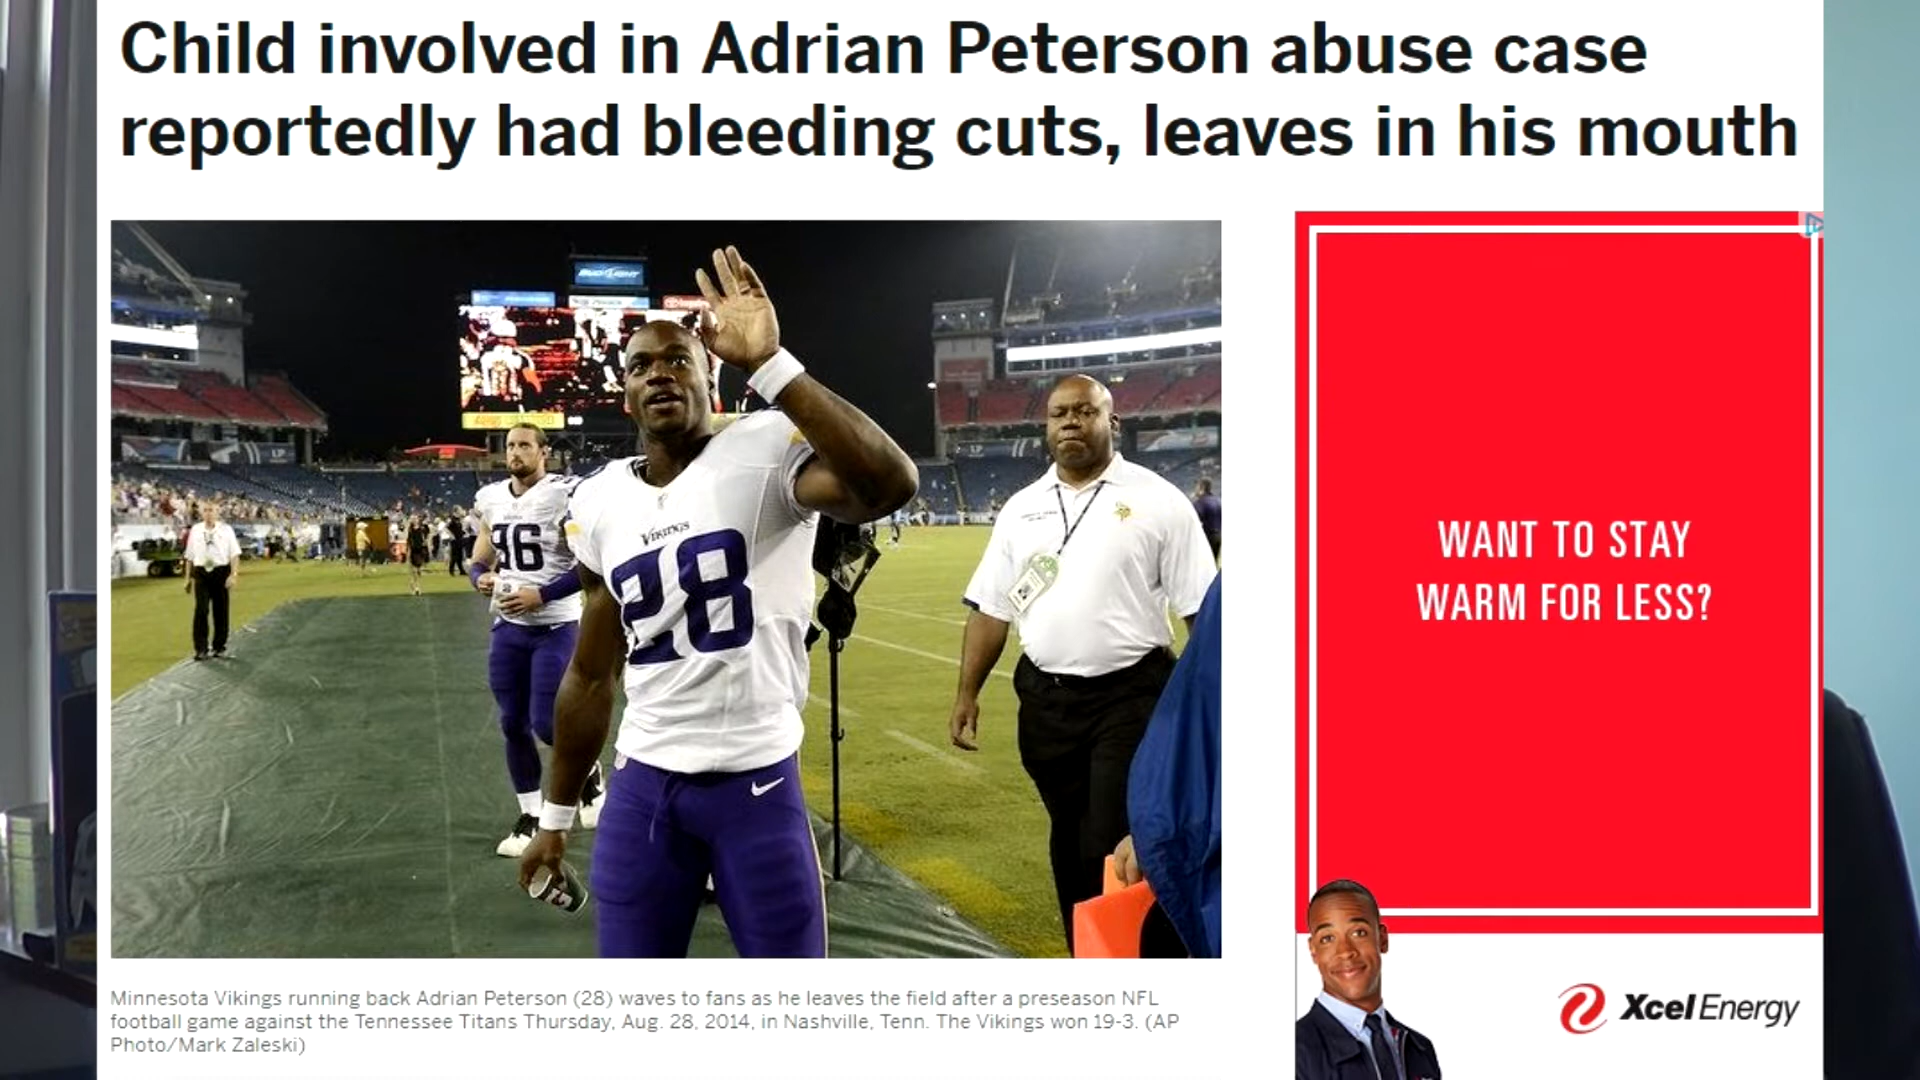 Child involved in Adrian Peterson abuse case
reportedly had bleeding cuts, leaves in his mouth
BUD LIGHT
VIKINGS
28
96
WANT TO STAY
WARM FOR LESS?
Xcel Energy
Minnesota Vikings running back Adrian Peterson (28) waves to fans as he leaves the field after a preseason NFL
football game against the Tennessee Titans Thursday, Aug. 28, 2014, in Nashville, Tenn. The Vikings won 19-3. (AP
Photo/Mark Zaleski)